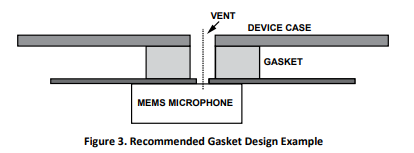 VENT
DEVICE CASE
GASKET
MEMS MICROPHONE
Figure 3. Recommended Gasket Design Example